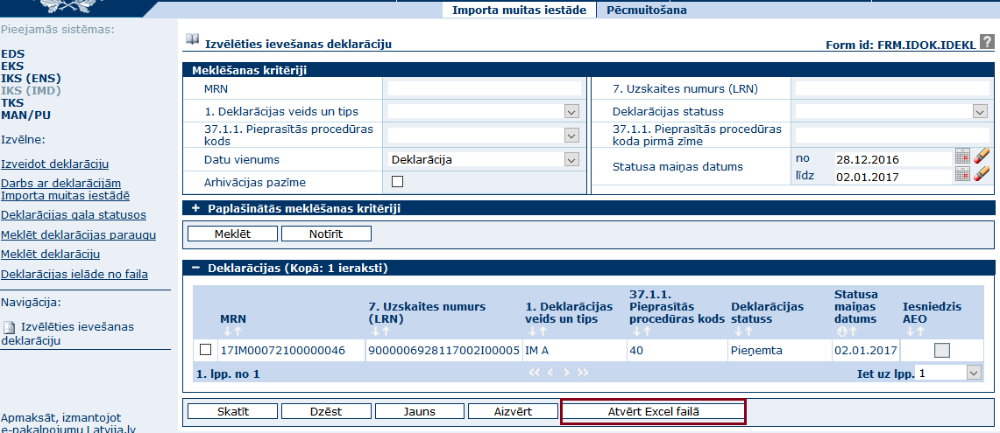 Importa muitas iestāde Pēcmuitošana
Pieejamās sistēmas:
EDS
EKS
IKS (ENS)
IKS (IMD)
TKS
MAN/PU
Izvēlne:
Izveidot deklarāciju
Darbs ar deklarācijām
Importa muitas iestādē
Deklarācijas gala statusos
Meklēt deklarācijas paraugu
Meklēt deklarāciju
Deklarācijas ielāde no faila
Navigācija:
Izvēlēties ievešanas
deklarāciju
Apmaksāt, izmantojot
e-pakalpojumu Latvija.lv
Izvēlēties ievešanas deklarāciju
Form id: FRM.IDOK.IDEKL ?
Meklēšanas kritēriji
MRN
7. Uzskaites numurs (LRN)
1. Deklarācijas veids un tips
Deklarācijas statuss
37.1.1. Pieprasītās procedūras
kods
37.1.1. Pieprasītās procedūras
koda pirmā zīme
Datu vienums Deklarācija
Statusa maiņas datums
no 28.12.2016
līdz 02.01.2017
Arhivācijas pazīme
+ Paplašinātās meklēšanas kritēriji
Meklēt Notīrīt
− Deklarācijas (Kopā: 1 ieraksti)
MRN
7. Uzskaites numurs
(LRN)
1. Deklarācijas
veids un tips
37.1.1.
Pieprasītās
procedūras kods
Deklarācijas
statuss
Statusa
maiņas
datums
Iesniedzis
AEO
17IM00072100000046 9000006928117002I00005 IM A 40 Pieņemta 02.01.2017
1. lpp. no 1 Iet uz lpp. 1
Skatīt Dzēst Jauns Aizvērt Atvērt Excel failā